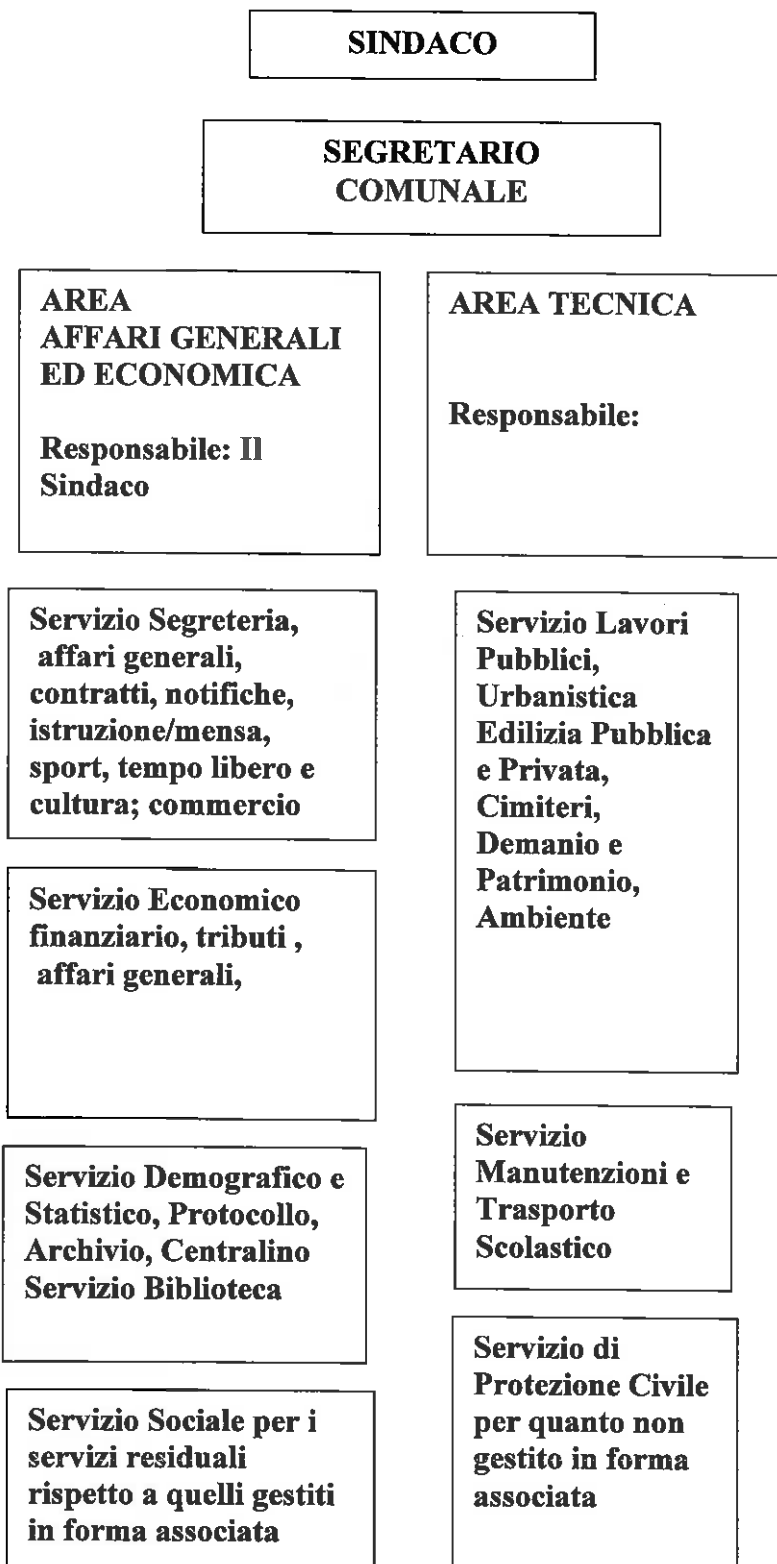 SINDACO
SEGRETARIO
COMUNALE
AREA
AFFARI GENERALI
ED ECONOMICA
Responsabile: Il
Sindaco
AREA TECNICA
Responsabile:
Servizio Segreteria,
affari generali,
contratti, notifiche,
istruzione/mensa,
sport, tempo libero e
cultura; commercio
Servizio Economico
finanziario, tributi ,
affari generali,
Servizio Demografico e
Statistico, Protocollo,
Archivio, Centralino
Servizio Biblioteca
Servizio Sociale per i
servizi residuali
rispetto a quelli gestiti
in forma associata
Servizio Lavori
Pubblici,
Urbanistica
Edilizia Pubblica
e Privata,
Cimiteri,
Demanio e
Patrimonio,
Ambiente
Servizio
Manutenzioni e
Trasporto
Scolastico
Servizio di
Protezione Civile
per quanto non
gestito in forma
associata